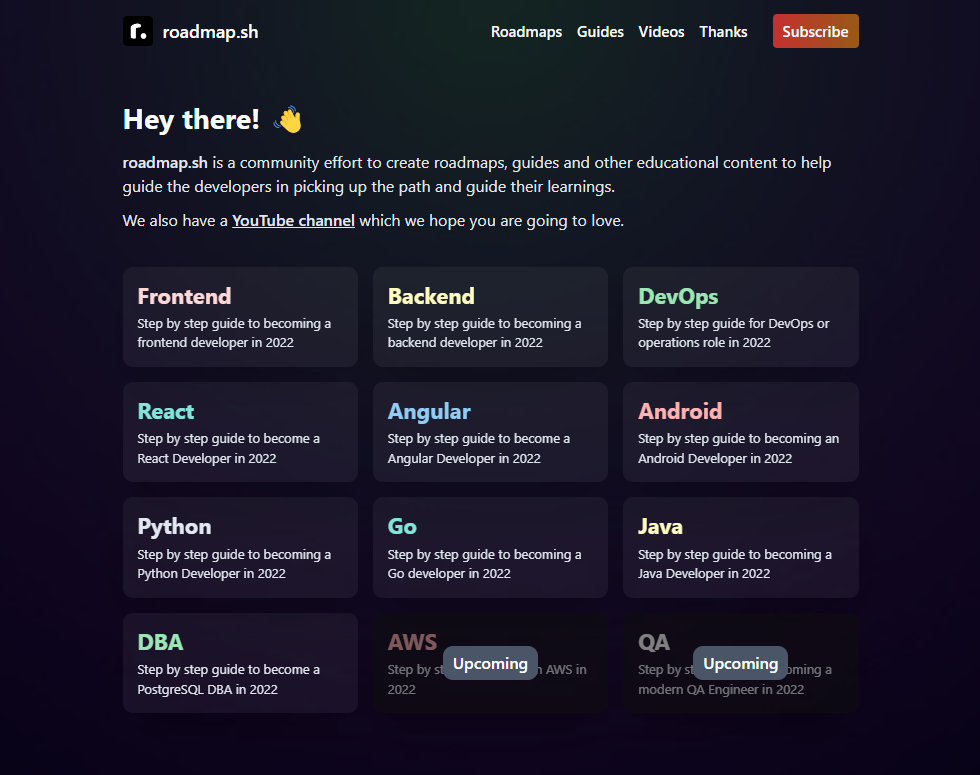 roadmap.sh
Roadmaps Guides Videos Thanks Subscribe
Hey there!
roadmap.sh is a community effort to create roadmaps, guides and other educational content to help
guide the developers in picking up the path and guide their learnings.
We also have a YouTube channel which we hope you are going to love.
Frontend
Step by step guide to becoming a
frontend developer in 2022
Backend
Step by step guide to becoming a
backend developer in 2022
DevOps
Step by step guide for DevOps or
operations role in 2022
React
Step by step guide to become a
React Developer in 2022
Angular
Step by step guide to become a
Angular Developer in 2022
Android
Step by step guide to becoming an
Android Developer in 2022
Python
Step by step guide to becoming a
Python Developer in 2022
Go
Step by step guide to becoming a
Go developer in 2022
Java
Step by step guide to becoming a
Java Developer in 2022
DBA
Step by step guide to become a
PostgreSQL DBA in 2022
AWS
Step by AWS in
2022
Upcoming
QA
Step by a
modern QA Engineer in 2022
Upcoming